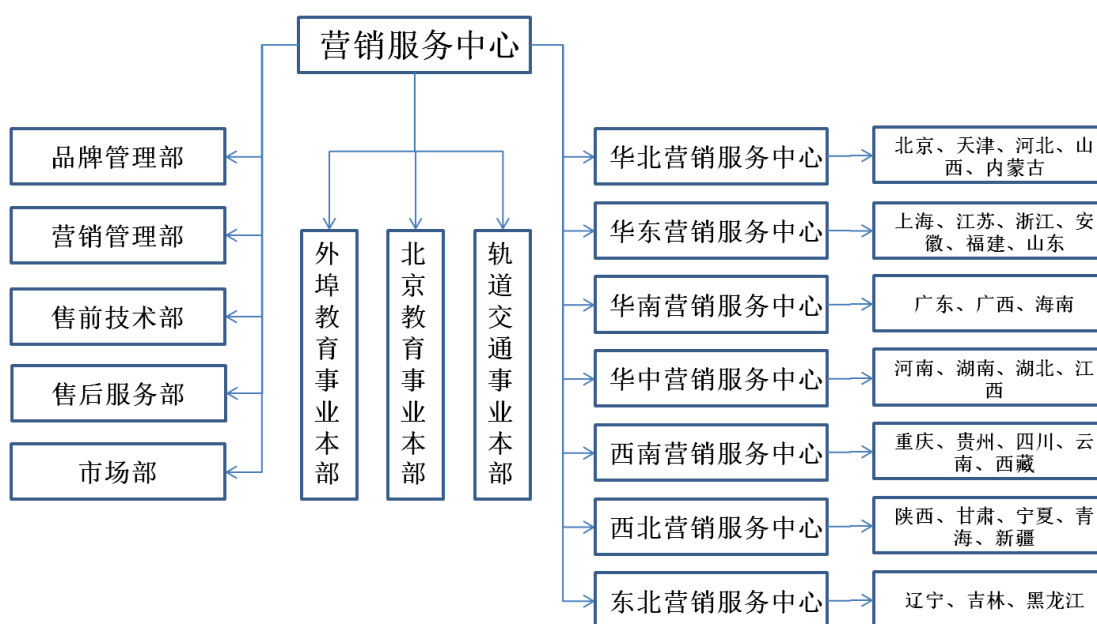 营销服务中心
品牌管理部
营销管理部
售前技术部
售后服务部
市场部
外埠教育事业本部
北京教育事业本部
轨道交通事业本部
华北营销服务中心
北京、天津、河北、山
西、内蒙古
华东营销服务中心
上海、江苏、浙江、安
徽、福建、山东
华南营销服务中心
广东、广西、海南
华中营销服务中心
河南、湖南、湖北、江
西
西南营销服务中心
重庆、贵州、四川、云
南、西藏
西北营销服务中心
陕西、甘肃、宁夏、青
海、新疆
东北营销服务中心
辽宁、吉林、黑龙江